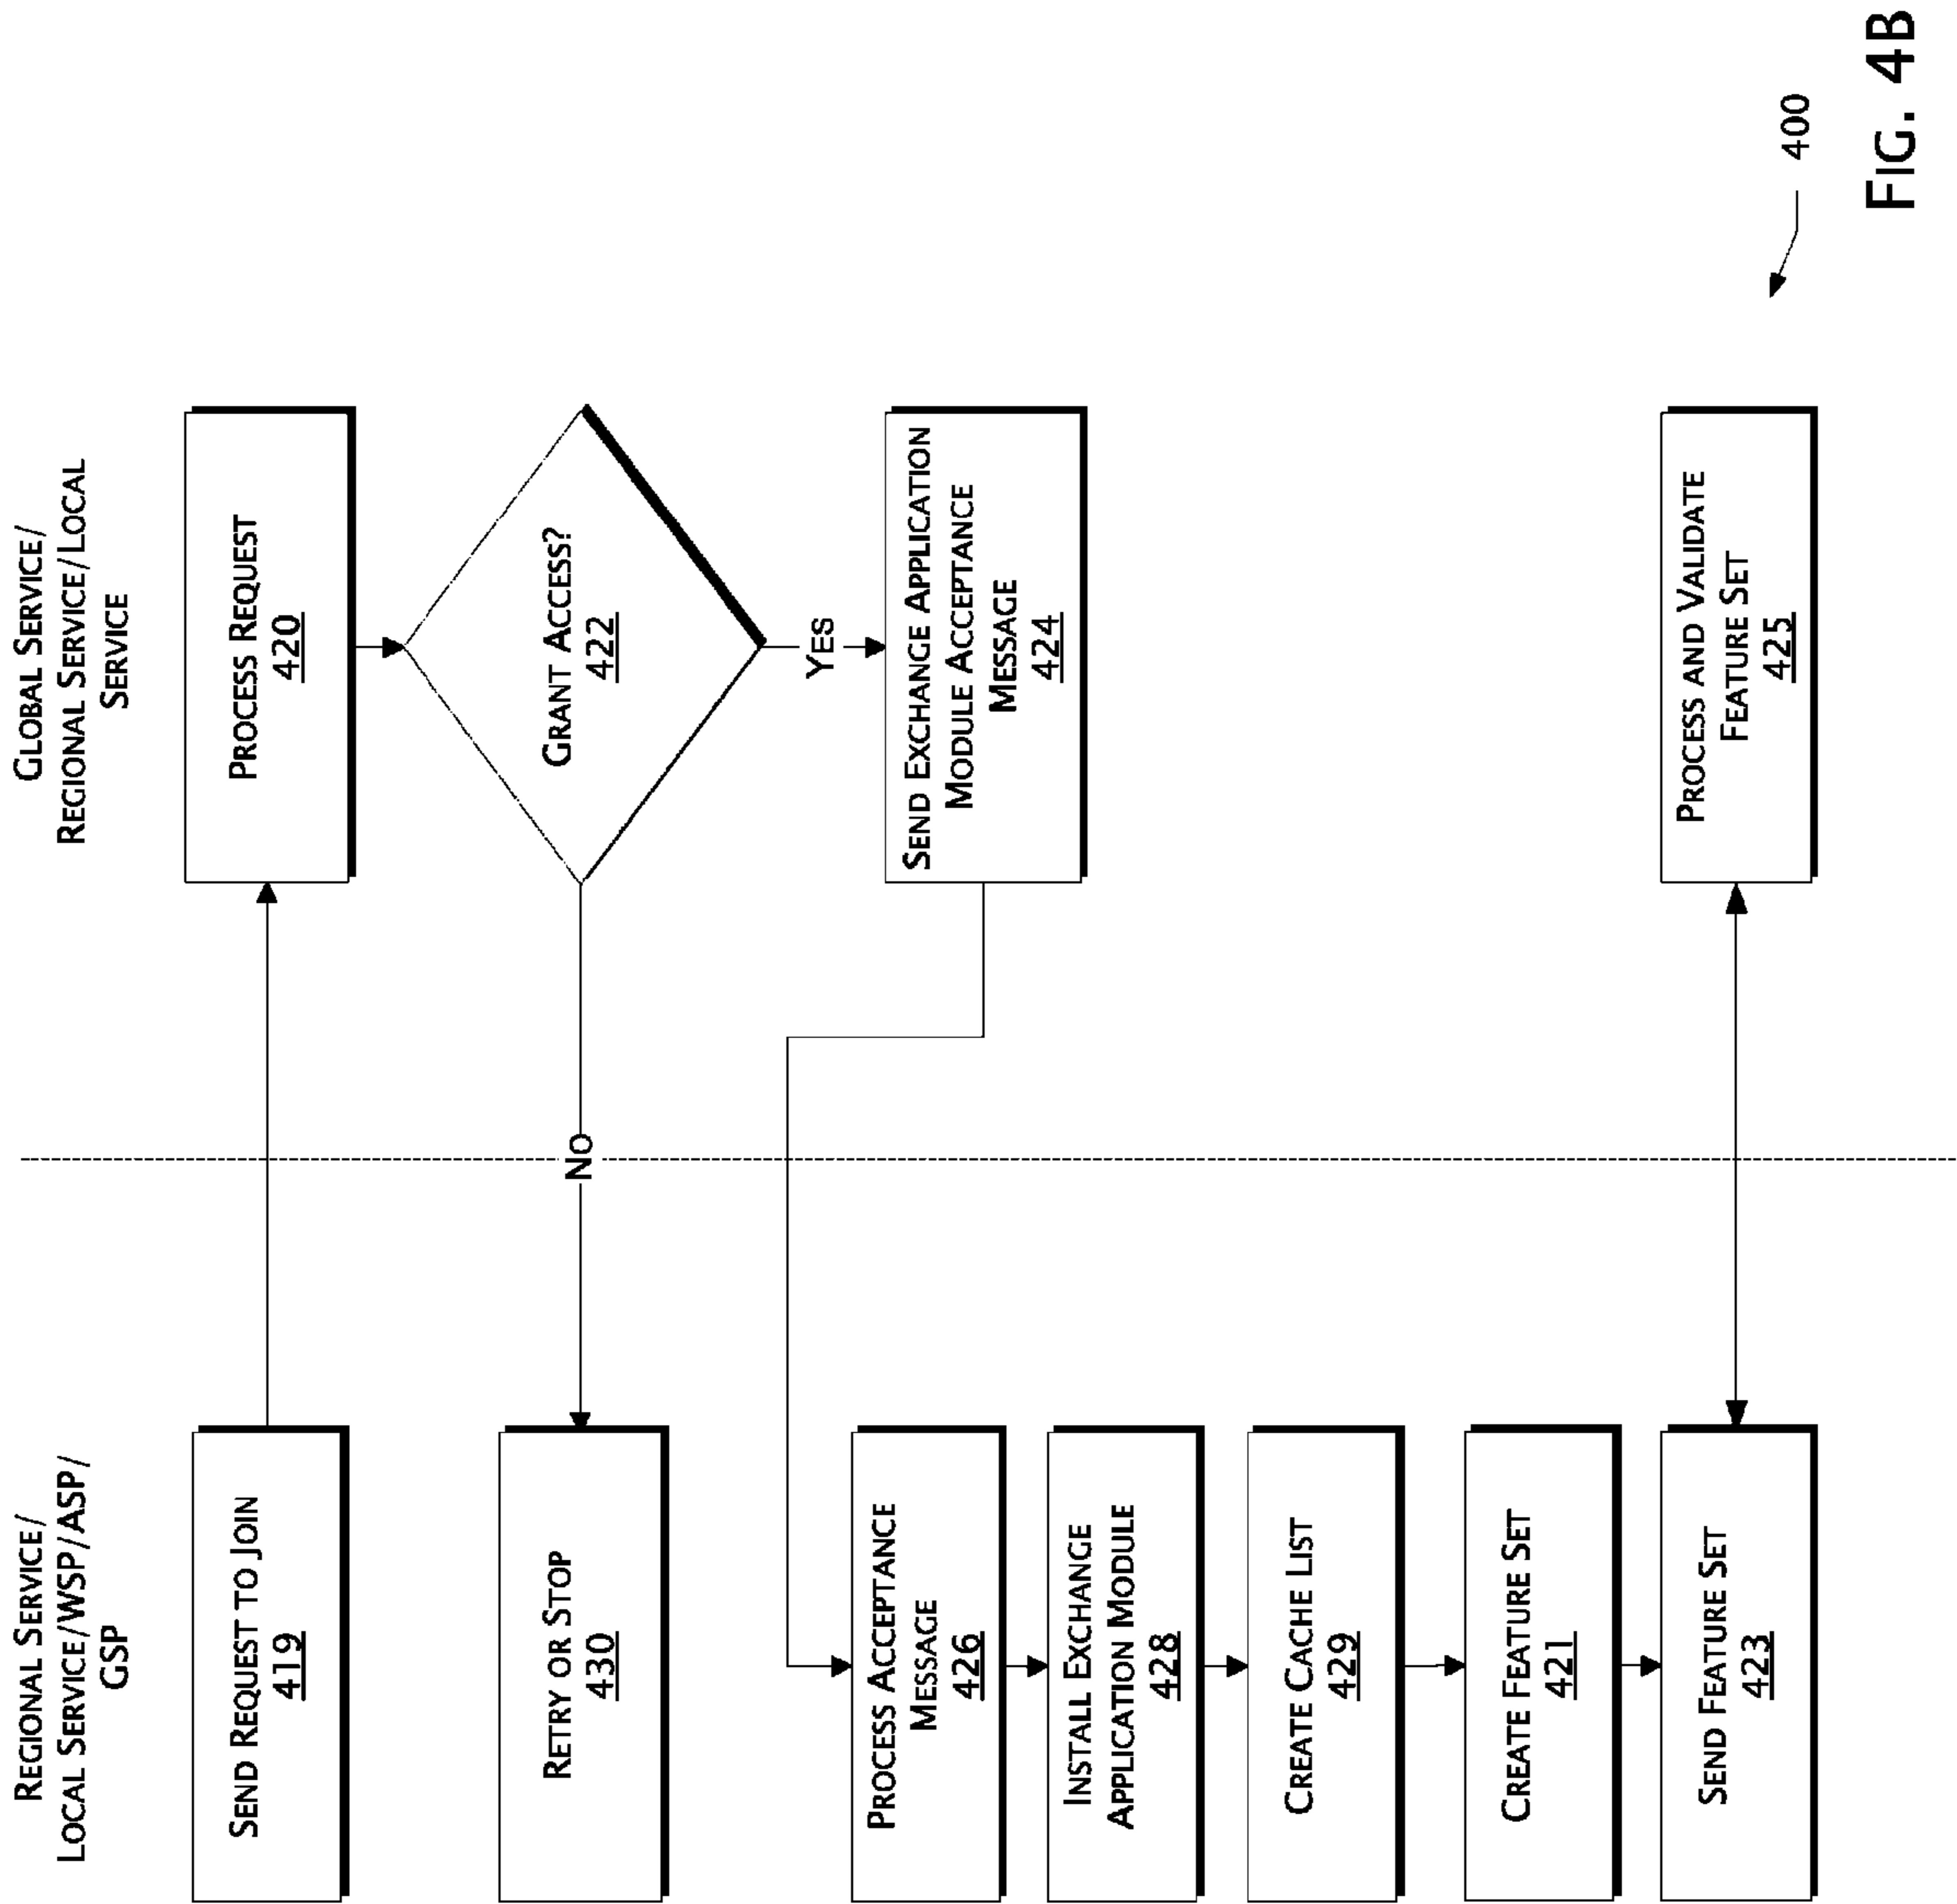 REGIONAL SERVICE/
LOCAL SERVICE/WSP/ASP/
GSP
GLOBAL SERVICE/
REGIONAL SERVICE/LOCAL
SERVICE
SEND REQUEST TO JOIN
419
PROCESS REQUEST
420
GRANT ACCESS?
422
NO
RETRY OR STOP
430
YES
SEND EXCHANGE APPLICATION
MODULE ACCEPTANCE
MESSAGE
424
PROCESS ACCEPTANCE
MESSAGE
426
INSTALL EXCHANGE
APPLICATION MODULE
428
CREATE CACHE LIST
429
CREATE FEATURE SET
421
SEND FEATURE SET
423
PROCESS AND VALIDATE
FEATURE SET
425
400
FIG. 4B